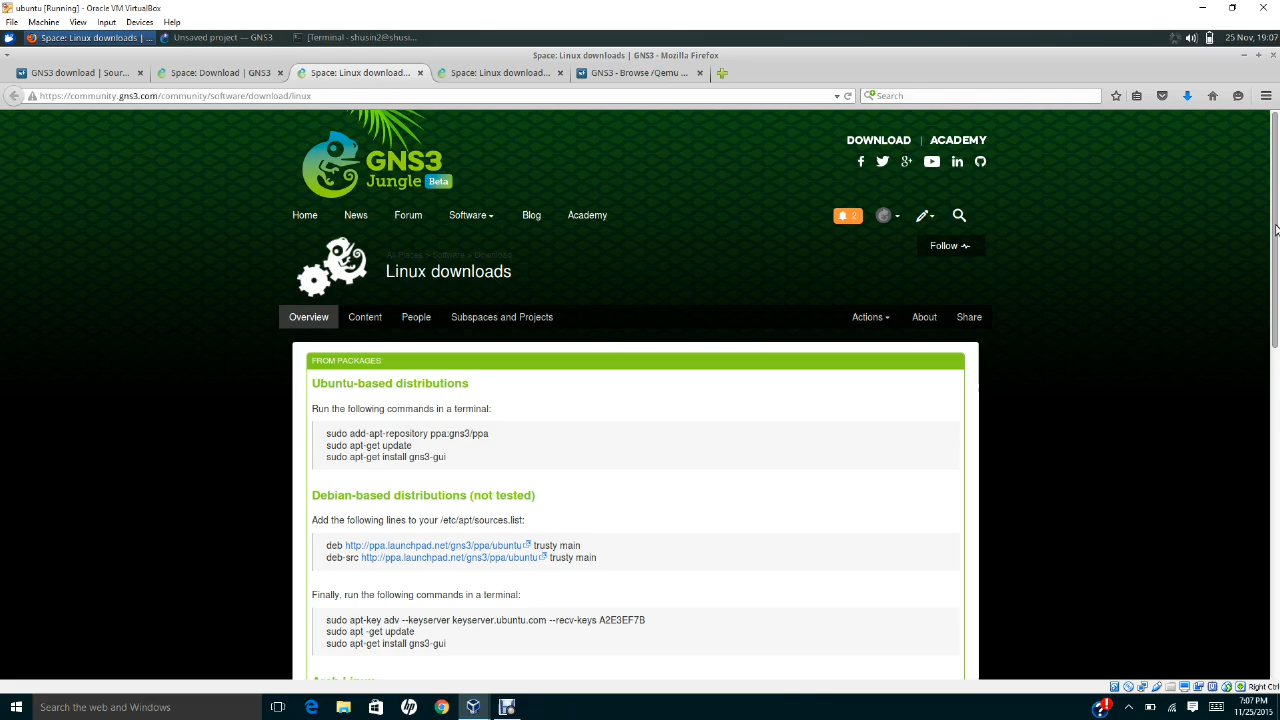 ubuntu [Running] - Oracle VM VirtualBox
File Machine View Input Devices Help
Space: Linux downloads | ... Unsaved project — GNS3 [Terminal - shusin2@shusi... 25 Nov, 19:07
Space: Linux downloads | GNS3 - Mozilla Firefox
GNS3 download | Sour... Space: Download | GNS3 Space: Linux download... Space: Linux download... GNS3 - Browse /Qemu ...
https://community.gns3.com/community/software/download/linux Search
DOWNLOAD | ACADEMY
GNS3
Jungle Beta
Home News Forum Software Blog Academy 2
All Places > Software > Download
Follow
Linux downloads
Overview Content People Subspaces and Projects Actions About Share
FROM PACKAGES
Ubuntu-based distributions
Run the following commands in a terminal:
sudo add-apt-repository ppa:gns3/ppa
sudo apt-get update
sudo apt-get install gns3-gui
Debian-based distributions (not tested)
Add the following lines to your /etc/apt/sources.list:
deb http://ppa.launchpad.net/gns3/ppa/ubuntu trusty main
deb-src http://ppa.launchpad.net/gns3/ppa/ubuntu trusty main
Finally, run the following commands in a terminal:
sudo apt-key adv --keyserver keyserver.ubuntu.com --recv-keys A2E3EF7B
sudo apt -get update
sudo apt-get install gns3-gui
Right Ctrl
Search the web and Windows
7:07 PM
11/25/2015